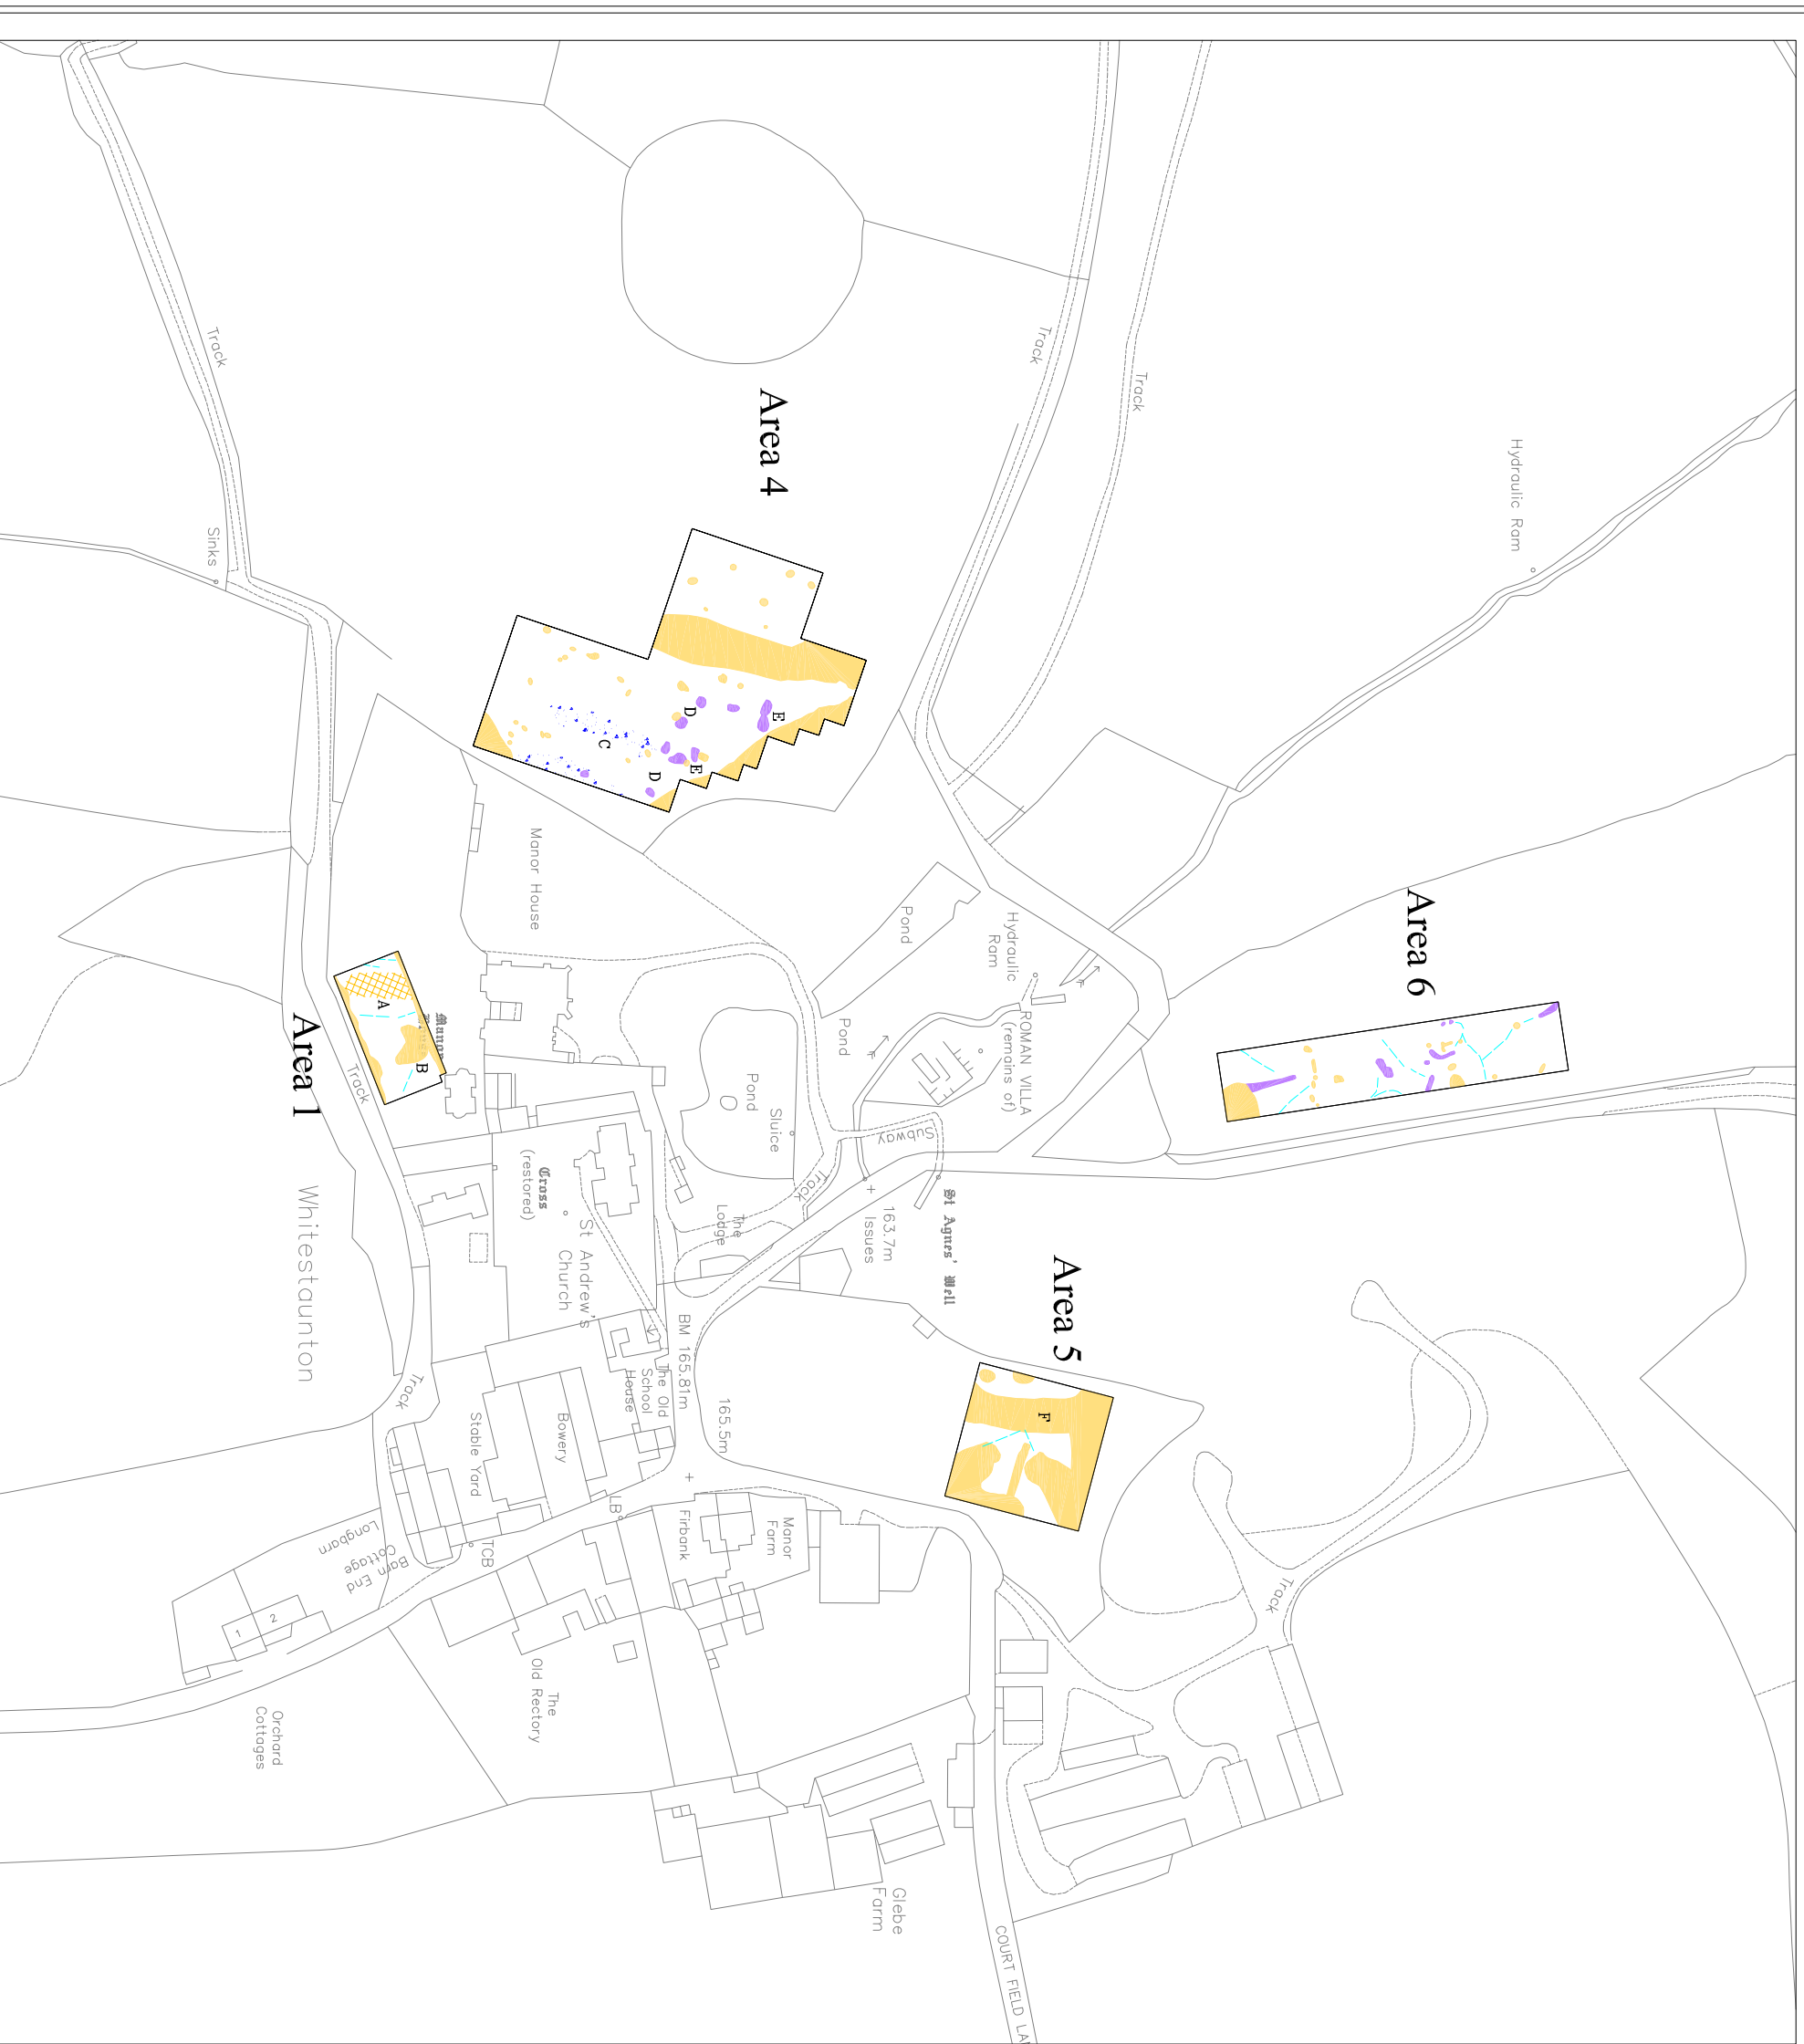 Area 6
Hydraulic Ram
Track
Track
Area 5
St Agnes' Well
Hydraulic
Ram
ROMAN VILLA
(remains of)
Subway
163.7m
Issues
Pond
Pond
Track
Track
Area 4
E
D
E
D
C
F
Sluice
Pond
The
Lodge
BM 165.81m
165.5m
Manor House
St Andrew's
Church
Cross
(restored)
The Old
School
House
Bowery
Stable Yard
Manor
Farm
Firbank
LB
TCB
Glebe
Farm
COURT FIELD
The
Old Rectory
Manor
A
B
Area 1
Track
Whitestaunton
Track
Barn End
Cottage
Longbarn
1
2
Orchard
Cottages
Track
Sinks